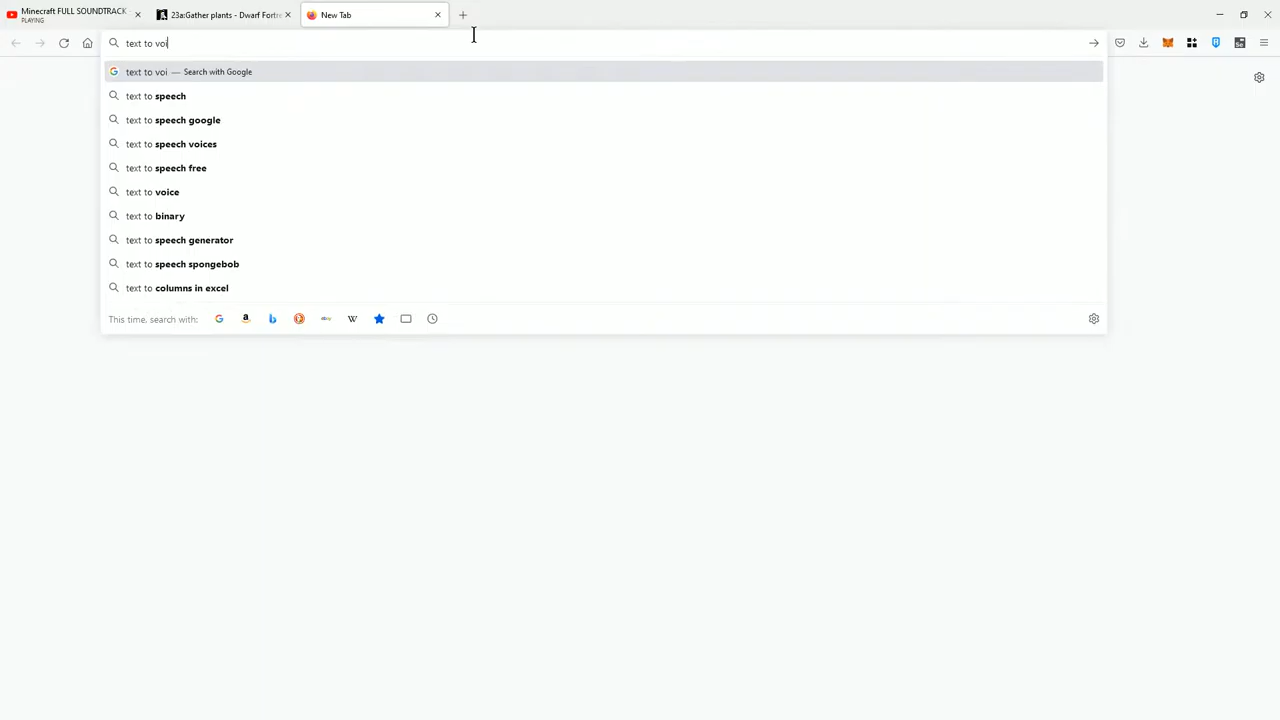 Minecraft FULL SOUNDTRACK
PLAYING
23a:Gather plants - Dwarf Fortre
New Tab
text to voi
text to voi — Search with Google
text to speech
text to speech google
text to speech voices
text to speech free
text to voice
text to binary
text to speech generator
text to speech spongebob
text to columns in excel
This time, search with: